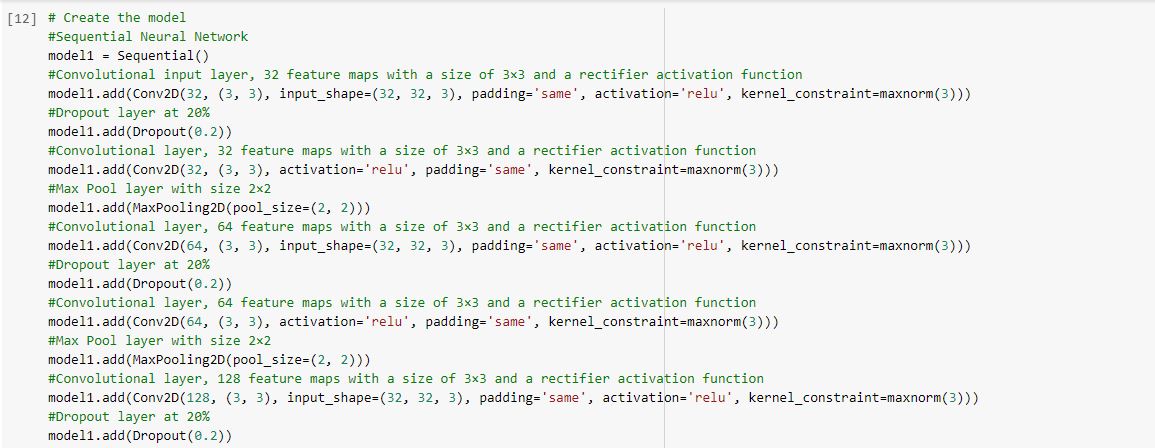 [12] # Create the model
#Sequential Neural Network
model1 = Sequential()
#Convolutional input layer, 32 feature maps with a size of 3×3 and a rectifier activation function
model1.add(Conv2D(32, (3, 3), input_shape=(32, 32, 3), padding='same', activation='relu', kernel_constraint=maxnorm(3)))
#Dropout layer at 20%
model1.add(Dropout(0.2))
#Convolutional layer, 32 feature maps with a size of 3×3 and a rectifier activation function
model1.add(Conv2D(32, (3, 3), activation='relu', padding='same', kernel_constraint=maxnorm(3)))
#Max Pool layer with size 2×2
model1.add(MaxPooling2D(pool_size=(2, 2)))
#Convolutional layer, 64 feature maps with a size of 3×3 and a rectifier activation function
model1.add(Conv2D(64, (3, 3), input_shape=(32, 32, 3), padding='same', activation='relu', kernel_constraint=maxnorm(3)))
#Dropout layer at 20%
model1.add(Dropout(0.2))
#Convolutional layer, 64 feature maps with a size of 3×3 and a rectifier activation function
model1.add(Conv2D(64, (3, 3), activation='relu', padding='same', kernel_constraint=maxnorm(3)))
#Max Pool layer with size 2×2
model1.add(MaxPooling2D(pool_size=(2, 2)))
#Convolutional layer, 128 feature maps with a size of 3×3 and a rectifier activation function
model1.add(Conv2D(128, (3, 3), input_shape=(32, 32, 3), padding='same', activation='relu', kernel_constraint=maxnorm(3)))
#Dropout layer at 20%
model1.add(Dropout(0.2))